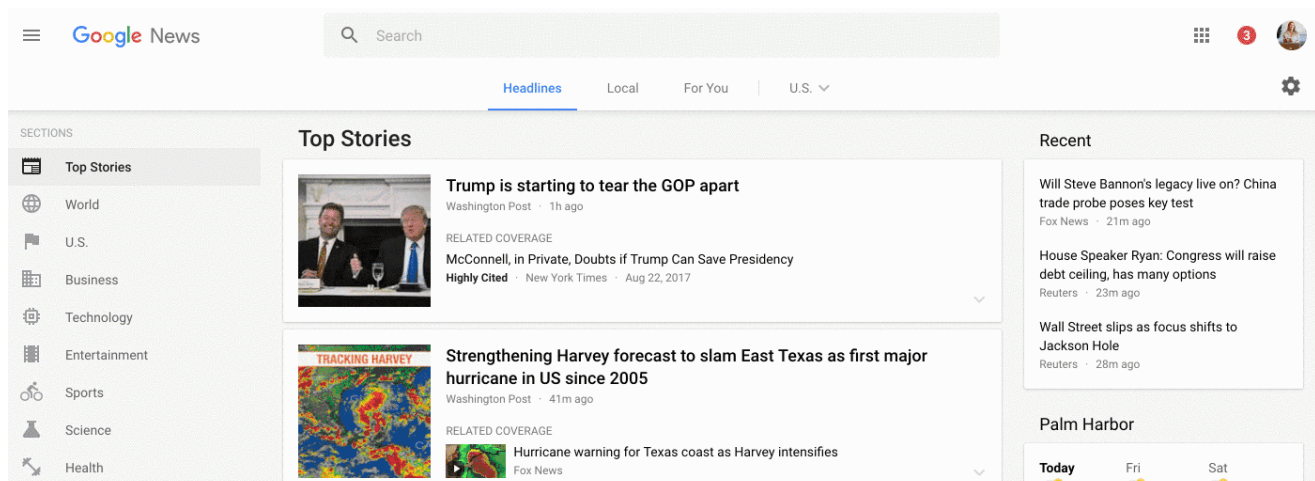 Google News
Search
3
Headlines
Local
For You
U.S.
SECTIONS
Top Stories
World
U.S.
Business
Technology
Entertainment
Sports
Science
Health
Top Stories
Trump is starting to tear the GOP apart
Washington Post · 1h ago
RELATED COVERAGE
McConnell, in Private, Doubts if Trump Can Save Presidency
Highly Cited · New York Times · Aug 22, 2017
TRACKING HARVEY
Strengthening Harvey forecast to slam East Texas as first major
hurricane in US since 2005
Washington Post · 41m ago
RELATED COVERAGE
Hurricane warning for Texas coast as Harvey intensifies
Fox News
Recent
Will Steve Bannon's legacy live on? China
trade probe poses key test
Fox News · 21m ago
House Speaker Ryan: Congress will raise
debt ceiling, has many options
Reuters · 23m ago
Wall Street slips as focus shifts to
Jackson Hole
Reuters · 28m ago
Palm Harbor
Today
Fri
Sat